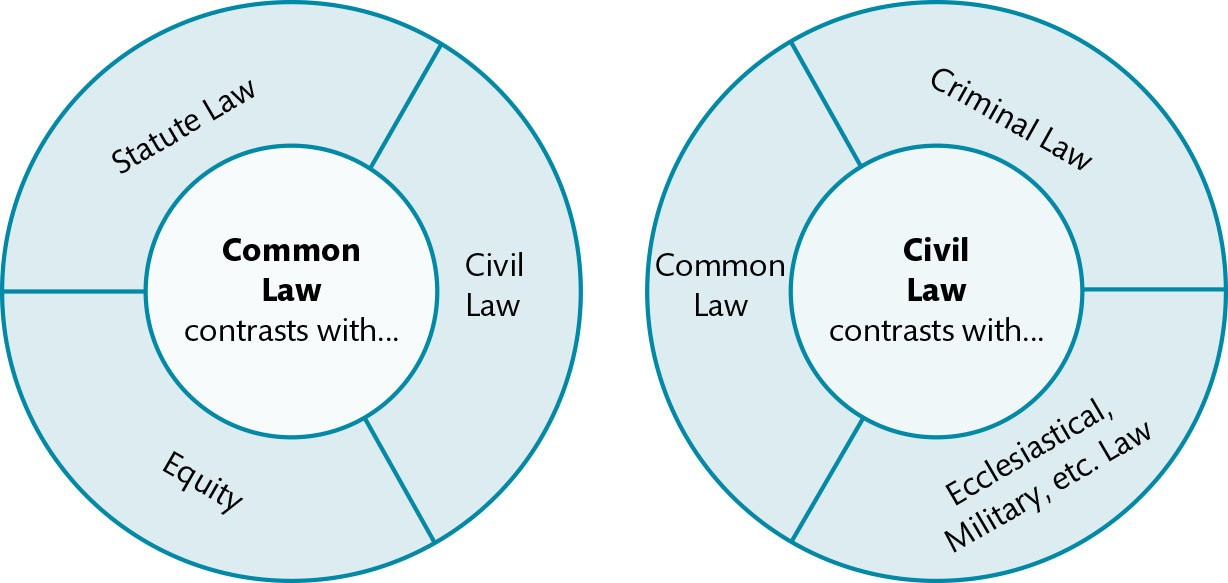 Statute Law
Common
Law
contrasts with...
Civil
Law
Equity
Criminal Law
Common
Law
Civil
Law
contrasts with...
Ecclesiastical,
Military, etc. Law